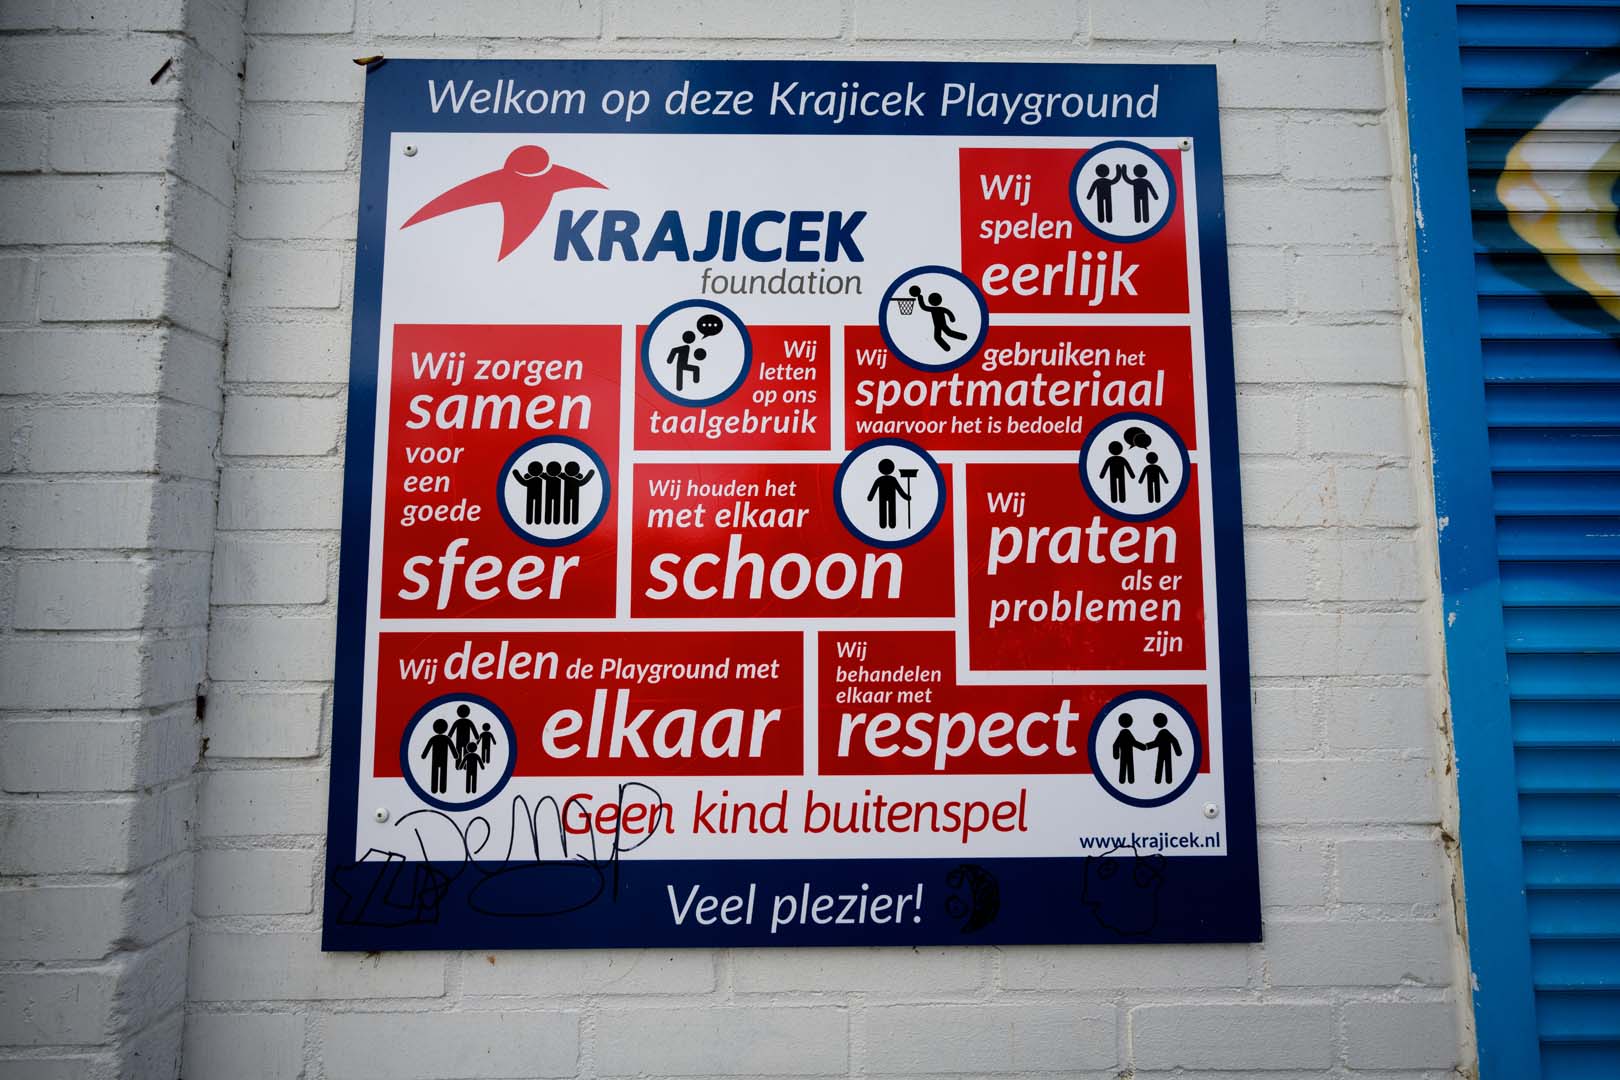 Welkom op deze Krajicek Playground
KRAJICEK
foundation
Wij
spelen
eerlijk
Wij zorgen
samen
voor
een
goede
sfeer
Wij
letten
op ons
taalgebruik
Wij gebruiken het
sportmateriaal
waarvoor het is bedoeld
Wij houden het
met elkaar
schoon
Wij
praten
als er
problemen
zijn
Wij delen de Playground met
elkaar
Wij
behandelen
elkaar met
respect
Geen kind buitenspel
www.krajicek.nl
Veel plezier!